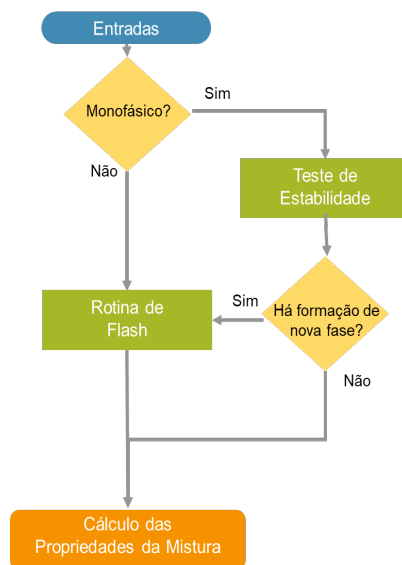 Entradas
Monofásico?
Sim
Não
Teste de
Estabilidade
Rotina de
Flash
Sim
Há formação de
nova fase?
Não
Cálculo das
Propriedades da Mistura